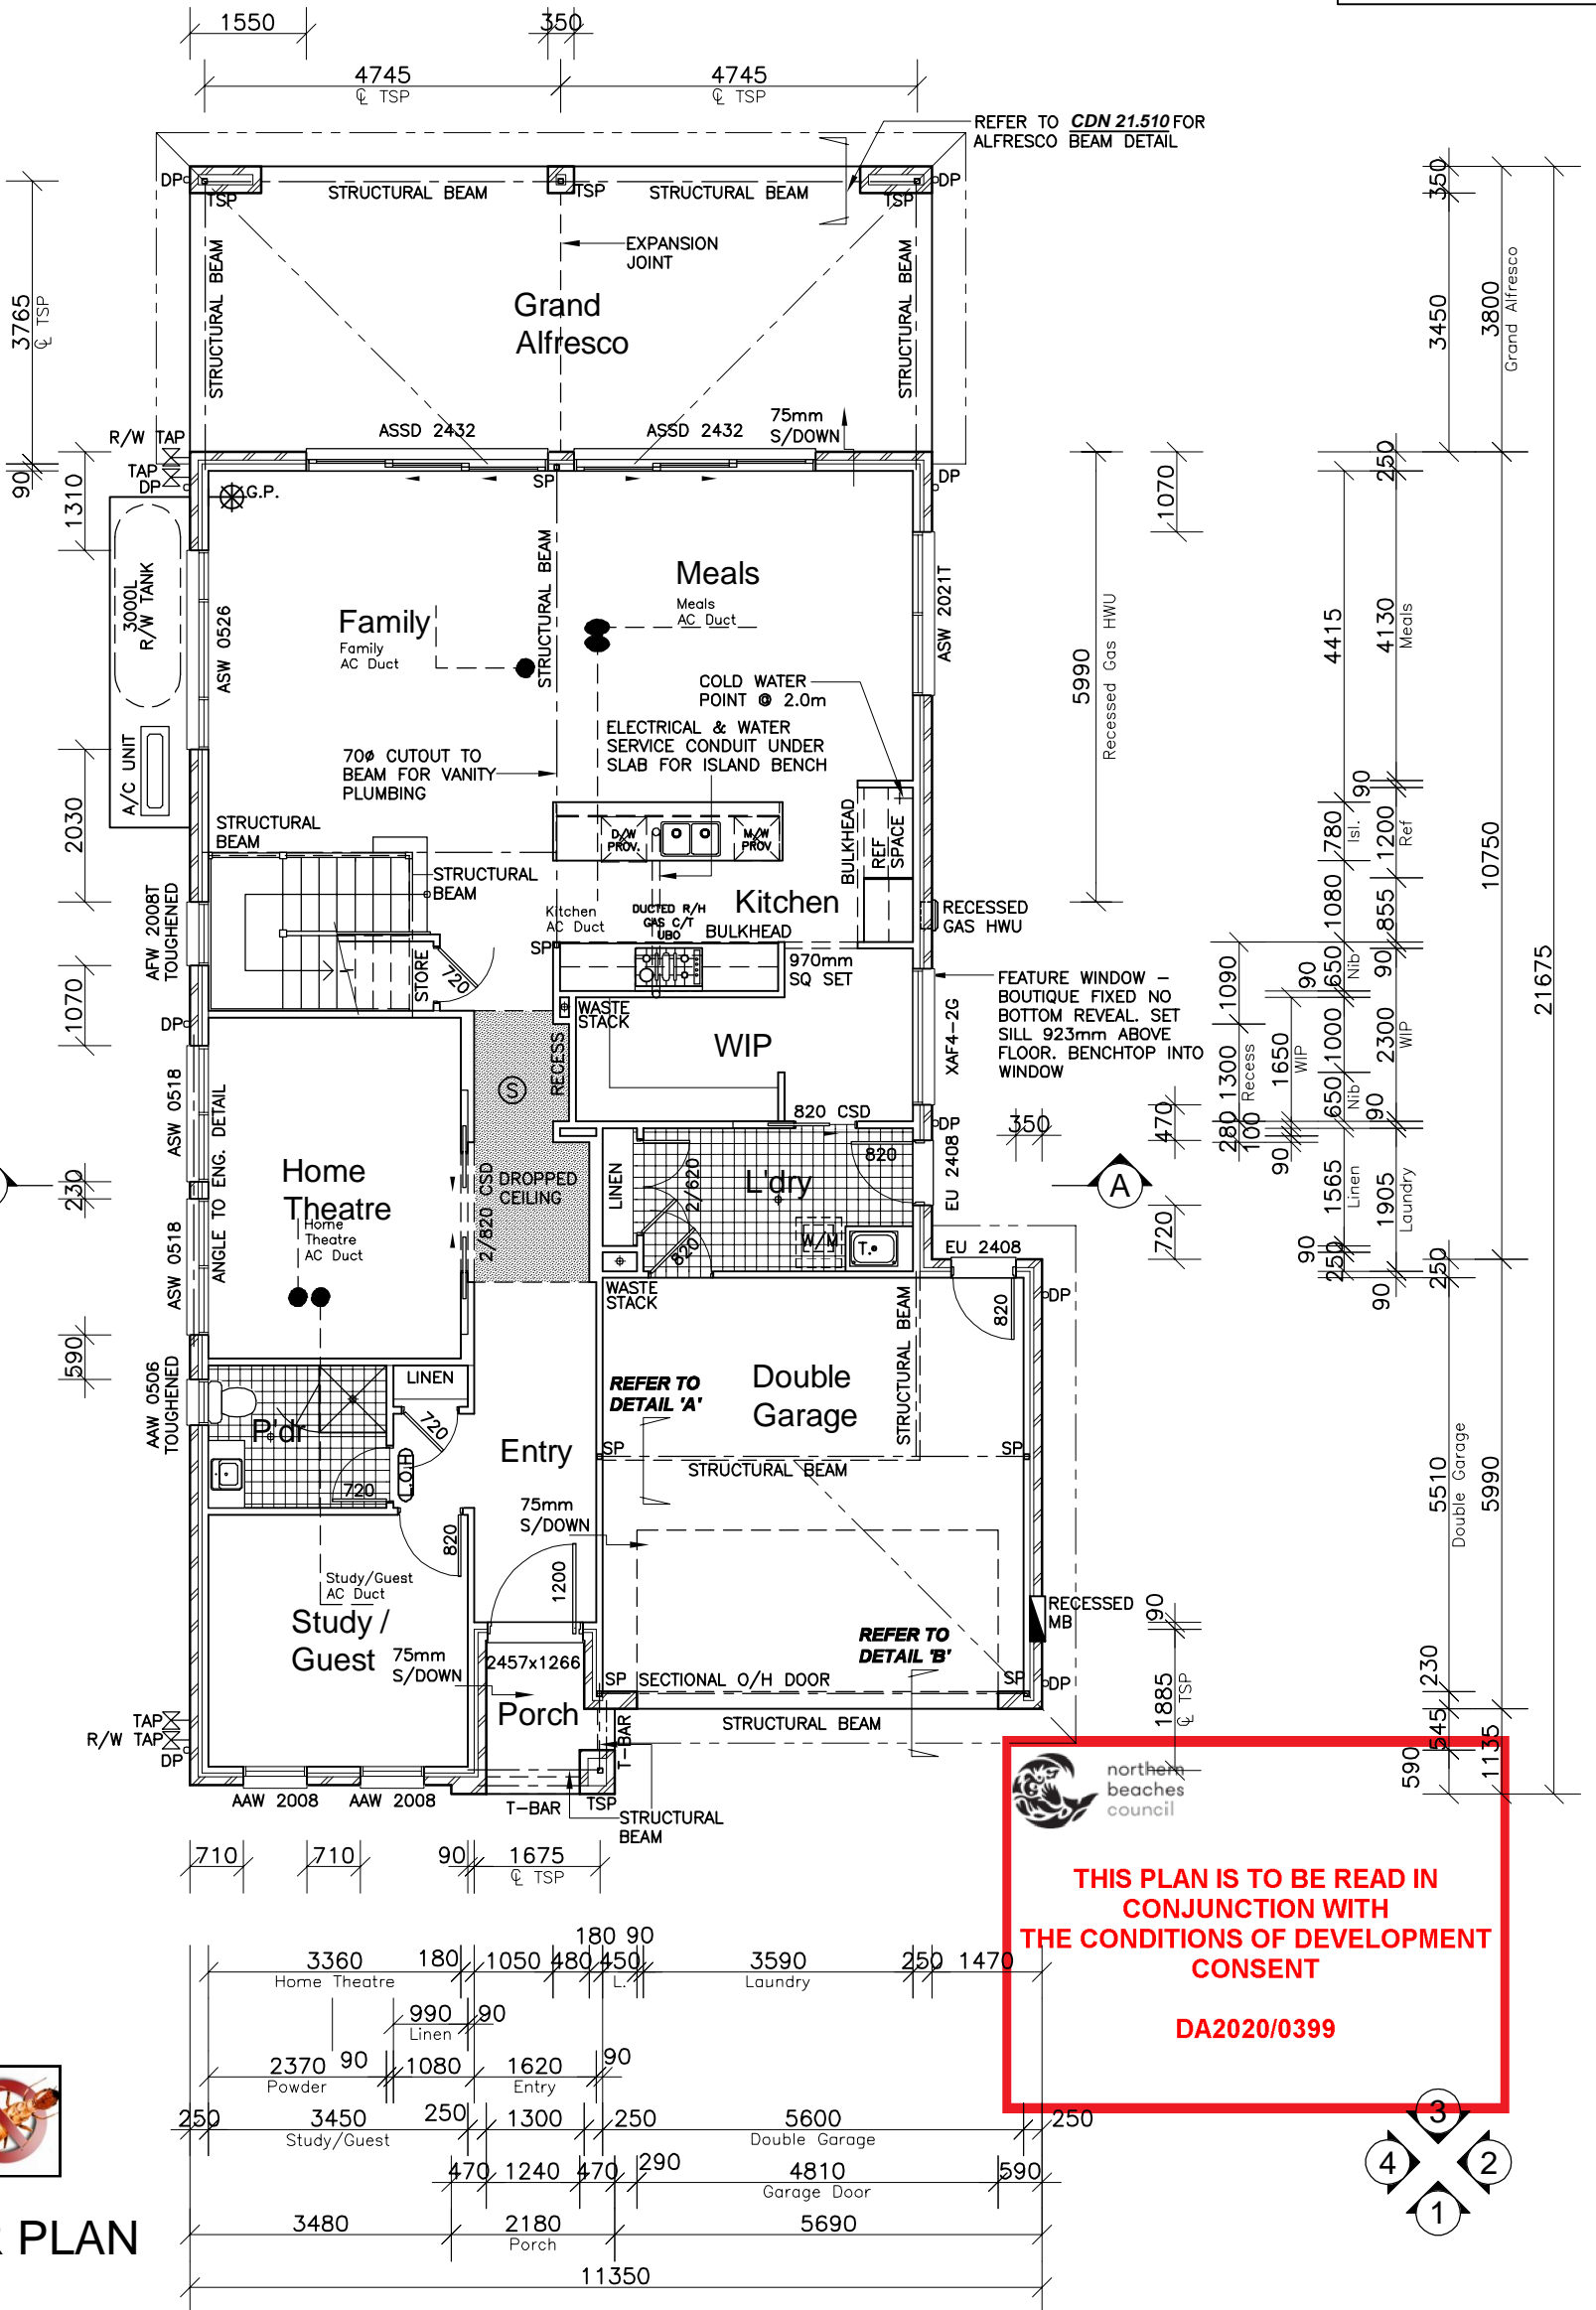 1550
350
4745
℄ TSP
4745
℄ TSP
REFER TO CDN 21.510 FOR
ALFRESCO BEAM DETAIL
DP
TSP
STRUCTURAL BEAM
TSP
STRUCTURAL BEAM
TSP
DP
EXPANSION
JOINT
STRUCTURAL BEAM
STRUCTURAL BEAM
Grand
Alfresco
3765
℄ TSP
90
350
3450
3800
Grand Alfresco
R/W TAP
TAP
DP
ASSD 2432
ASSD 2432
75mm
S/DOWN
SP
DP
G.P.
1310
1070
250
3000L
R/W TANK
ASW 0526
STRUCTURAL BEAM
Meals
Meals
AC Duct
Family
Family
AC Duct
ASW 2021T
5990
Recessed Gas HWU
4415
4130
Meals
COLD WATER
POINT @ 2.0m
ELECTRICAL & WATER
SERVICE CONDUIT UNDER
SLAB FOR ISLAND BENCH
70ø CUTOUT TO
BEAM FOR VANITY
PLUMBING
A/C UNIT
2030
STRUCTURAL
BEAM
D/W
PROV.
M/W
PROV
BULKHEAD
REF
SPACE
90
780
Isl.
1200
Ref
10750
STRUCTURAL
BEAM
AFW 2008T
TOUGHENED
Kitchen
AC Duct
DUCTED R/H
GAS C/T
UBO
Kitchen
BULKHEAD
RECESSED
GAS HWU
1080
855
SP
STORE
720
970mm
SQ SET
FEATURE WINDOW –
BOUTIQUE FIXED NO
BOTTOM REVEAL. SET
SILL 923mm ABOVE
FLOOR. BENCHTOP INTO
WINDOW
XAF4-2G
1090
90
650
Nib
90
21675
1070
DP
WASTE
STACK
WIP
RECESS
S
1300
Recess
1650
WIP
1000
2300
WIP
ASW 0518
ANGLE TO ENG. DETAIL
820 CSD
DP
350
470
280
100
90
650
Nib
90
Home
Theatre
Home
Theatre
AC Duct
2/820 CSD
DROPPED
CEILING
LINEN
2/620
L'dry
820
EU 2408
A
230
1565
Linen
1905
Laundry
ASW 0518
820
W/M
T.
EU 2408
720
90
250
90
250
WASTE
STACK
STRUCTURAL BEAM
820
DP
590
AAW 0506
TOUGHENED
LINEN
REFER TO
DETAIL 'A'
Double
Garage
P'dr
720
L.O.H
720
Entry
SP
SP
STRUCTURAL BEAM
5510
Double Garage
5990
75mm
S/DOWN
820
1200
Study/Guest
AC Duct
Study /
Guest
75mm
S/DOWN
2457x1266
RECESSED
MB
90
REFER TO
DETAIL 'B'
SP
SECTIONAL O/H DOOR
SP
DP
1885
℄ TSP
230
Porch
STRUCTURAL BEAM
TAP
R/W TAP
DP
T-BAR
545
590
1135
AAW 2008
AAW 2008
T-BAR
TSP
STRUCTURAL
BEAM
northern
beaches
council
710
710
90
1675
℄ TSP
THIS PLAN IS TO BE READ IN
CONJUNCTION WITH
THE CONDITIONS OF DEVELOPMENT
CONSENT
DA2020/0399
180 90
3360
Home Theatre
180
1050
480
450
L.
3590
Laundry
250
1470
990
Linen
90
2370
Powder
90
1080
1620
Entry
90
250
3450
Study/Guest
250
1300
250
5600
Double Garage
250
470
1240
470
290
4810
Garage Door
590
3480
2180
Porch
5690
11350
3
4
2
1
PLAN